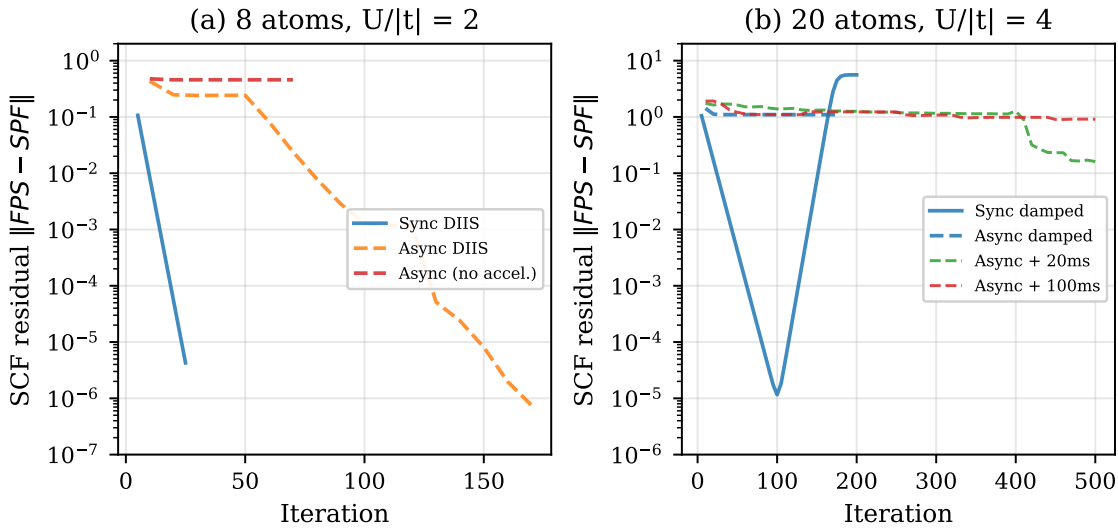 (a) 8 atoms, U/|t| = 2
SCF residual ‖FPS − SPF‖
10⁰
10⁻¹
10⁻²
10⁻³
10⁻⁴
10⁻⁵
10⁻⁶
10⁻⁷
Sync DIIS
Async DIIS
Async (no accel.)
0 50 100 150
Iteration
(b) 20 atoms, U/|t| = 4
SCF residual ‖FPS − SPF‖
10¹
10⁰
10⁻¹
10⁻²
10⁻³
10⁻⁴
10⁻⁵
10⁻⁶
Sync damped
Async damped
Async + 20ms
Async + 100ms
0 100 200 300 400 500
Iteration